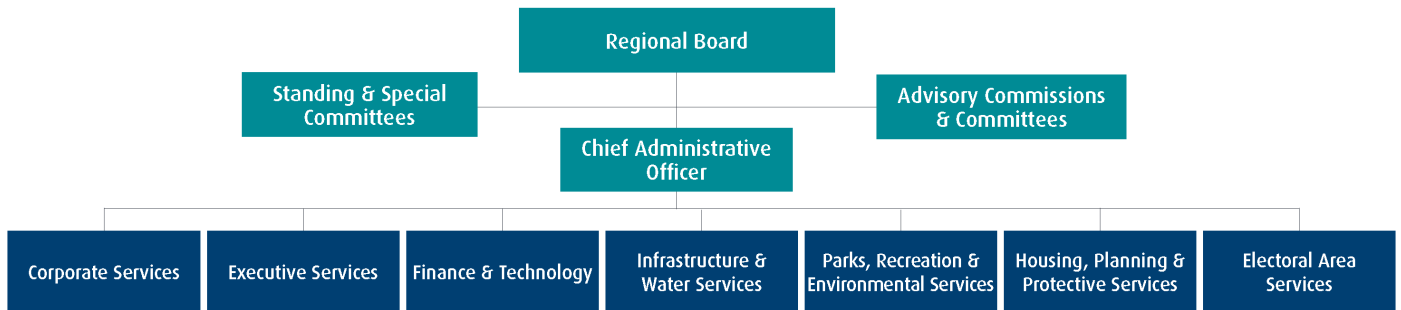 Regional Board
Standing & Special
Committees
Advisory Commissions
& Committees
Chief Administrative
Officer
Corporate Services
Executive Services
Finance & Technology
Infrastructure &
Water Services
Parks, Recreation &
Environmental Services
Housing, Planning &
Protective Services
Electoral Area
Services